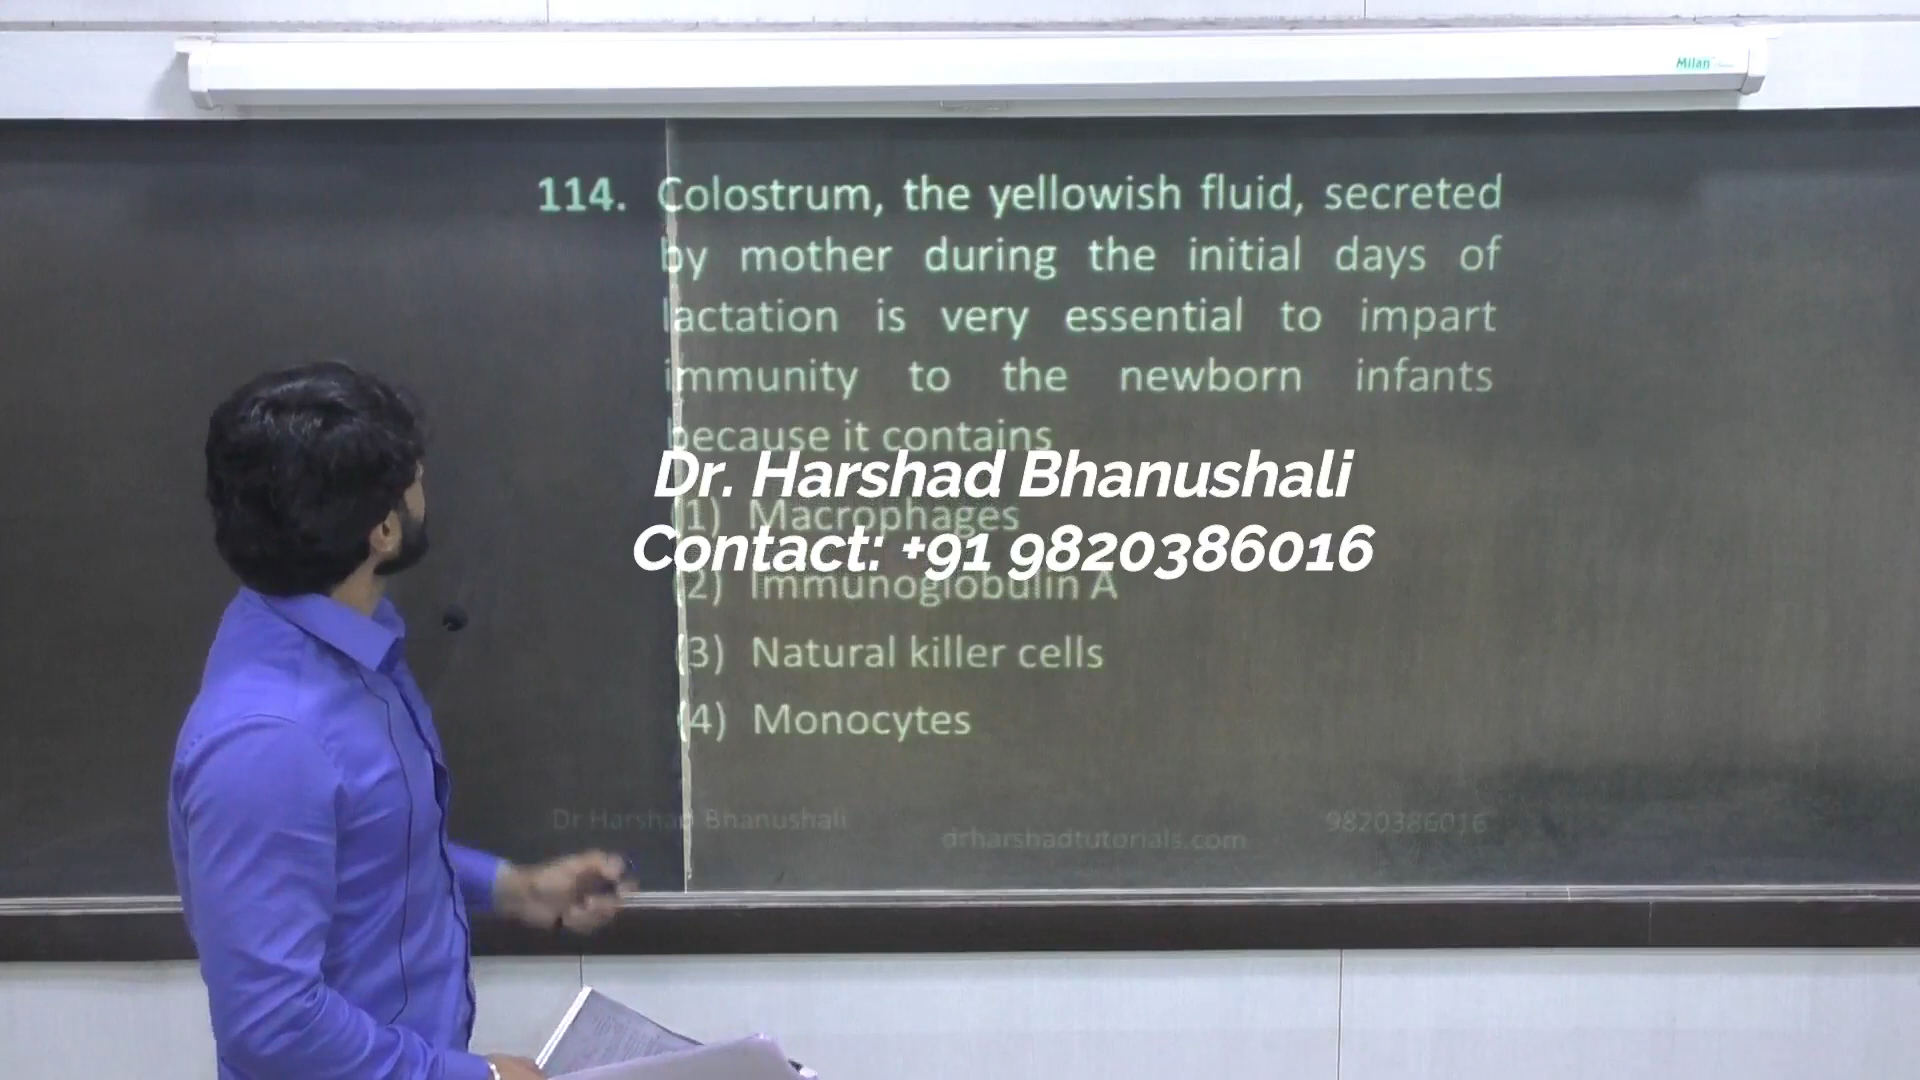 Milan
114. Colostrum, the yellowish fluid, secreted
by mother during the initial days of
lactation is very essential to impart
immunity to the newborn infants
because it contains
Dr. Harshad Bhanushali
(1) Macrophages
Contact: +91 9820386016
(2) Immunoglobulin A
(3) Natural killer cells
(4) Monocytes
Dr Harshad Bhanushali
drharshadtutorials.com
9820386016